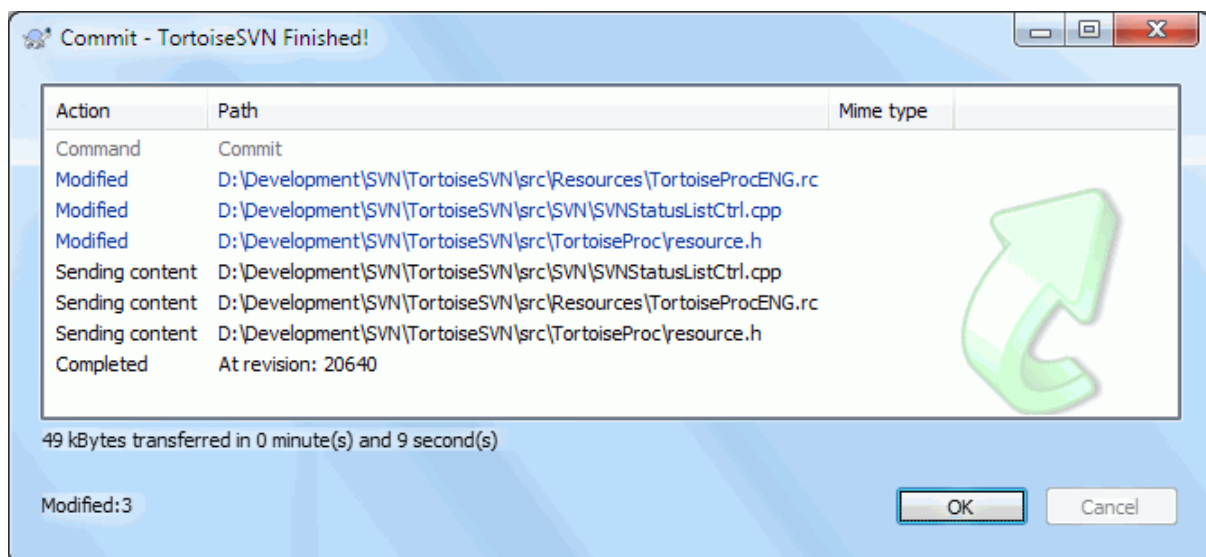 Commit - TortoiseSVN Finished!
Action Path Mime type
Command Commit
Modified D:\Development\SVN\TortoiseSVN\src\Resources\TortoiseProcENG.rc
Modified D:\Development\SVN\TortoiseSVN\src\SVN\SVNStatusListCtrl.cpp
Modified D:\Development\SVN\TortoiseSVN\src\TortoiseProc\resource.h
Sending content D:\Development\SVN\TortoiseSVN\src\SVN\SVNStatusListCtrl.cpp
Sending content D:\Development\SVN\TortoiseSVN\src\Resources\TortoiseProcENG.rc
Sending content D:\Development\SVN\TortoiseSVN\src\TortoiseProc\resource.h
Completed At revision: 20640
49 kBytes transferred in 0 minute(s) and 9 second(s)
Modified:3
OK Cancel